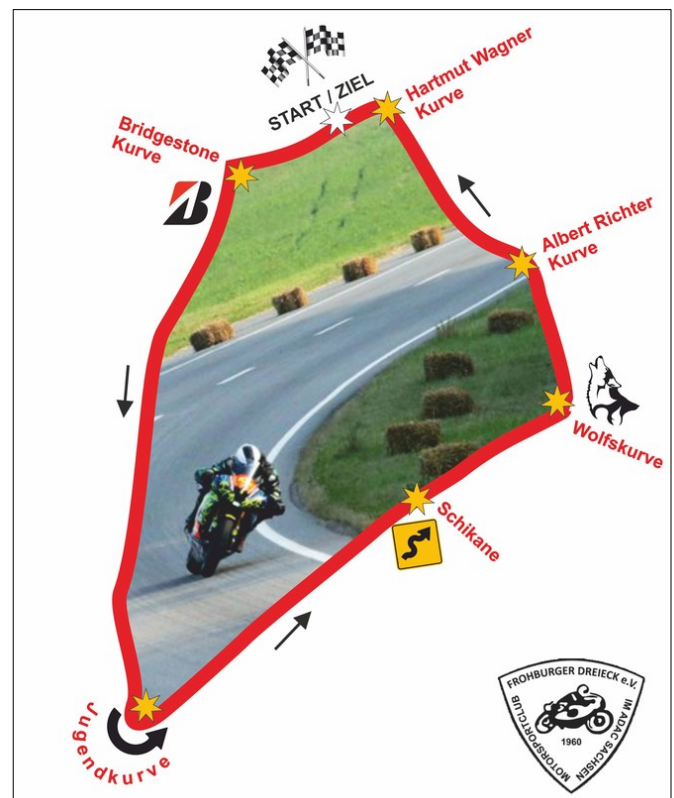 START / ZIEL
Hartmut Wagner
Kurve
Bridgestone
Kurve
Albert Richter
Kurve
Wolfskurve
Schikane
Jugendkurve
FROHBURGER DREIECK e.V.
MOTORSPORTCLUB
IM ADAC SACHSEN
1960